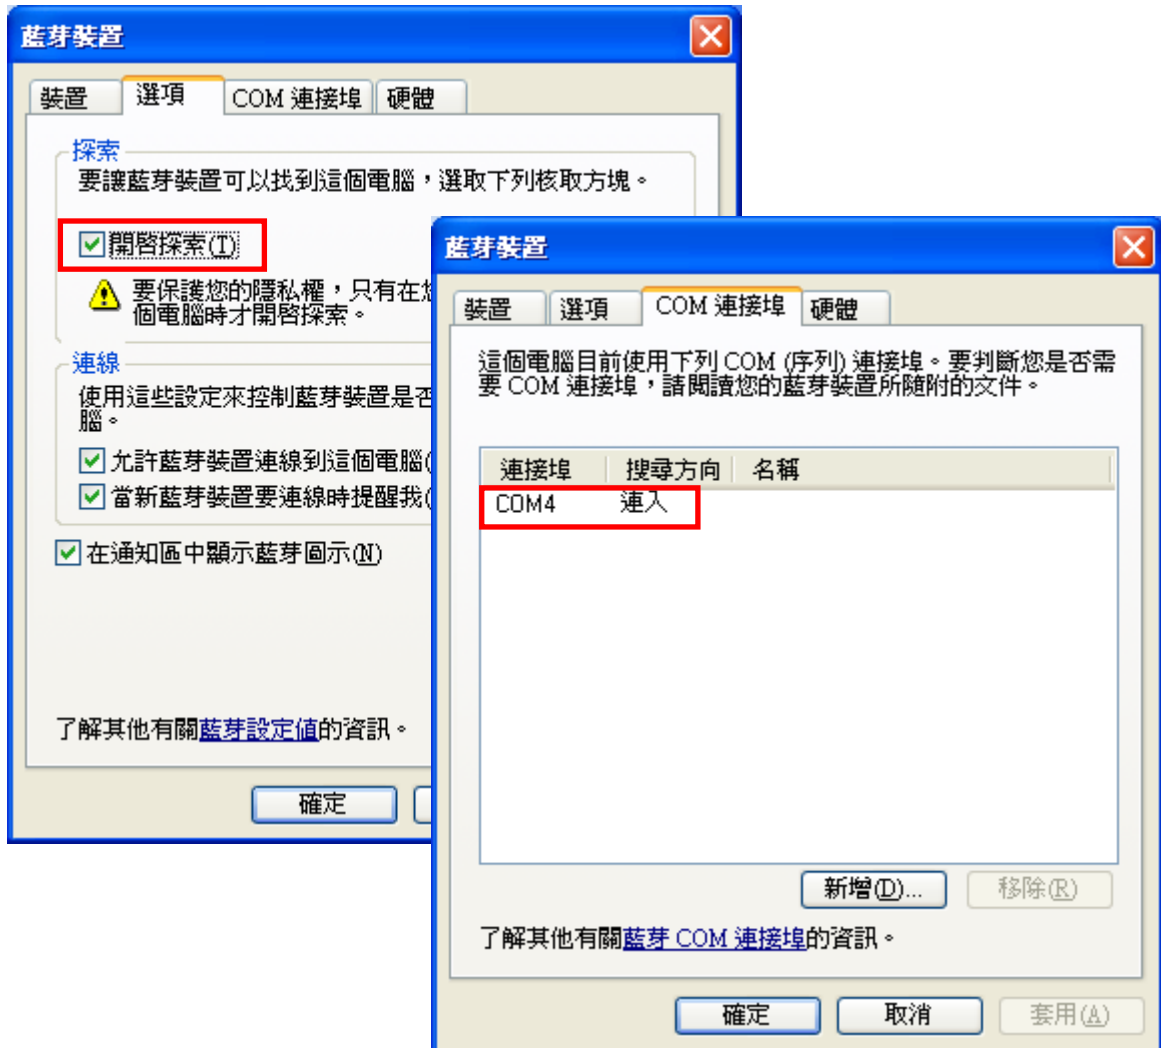 藍芽裝置
裝置 選項 COM 連接埠 硬體
探索
要讓藍芽裝置可以找到這個電腦，選取下列核取方塊。
開啓探索(T)
要保護您的隱私權，只有在您
個電腦時才開啓探索。
連線
使用這些設定來控制藍芽裝置是否
腦。
允許藍芽裝置連線到這個電腦(
當新藍芽裝置要連線時提醒我(
在通知區中顯示藍芽圖示(N)
了解其他有關藍芽設定值的資訊。
確定
藍芽裝置
裝置 選項 COM 連接埠 硬體
這個電腦目前使用下列 COM (序列) 連接埠。要判斷您是否需
要 COM 連接埠，請閱讀您的藍芽裝置所隨附的文件。
連接埠 搜尋方向 名稱
COM4 連入
新增(D)... 移除(R)
了解其他有關藍芽 COM 連接埠的資訊。
確定 取消 套用(A)